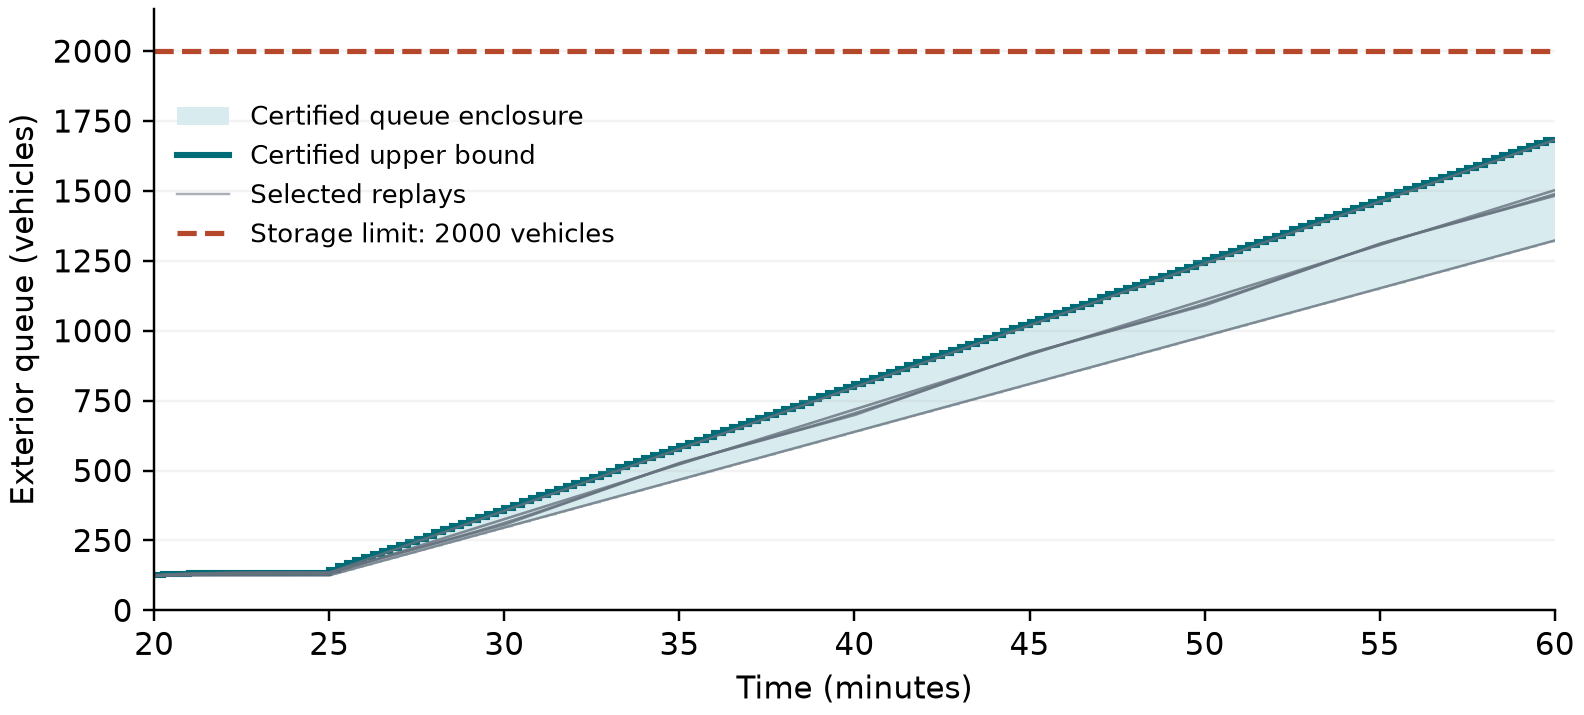 2000
1750
1500
1250
1000
750
500
250
0
Exterior queue (vehicles)
Certified queue enclosure
Certified upper bound
Selected replays
Storage limit: 2000 vehicles
20 25 30 35 40 45 50 55 60
Time (minutes)